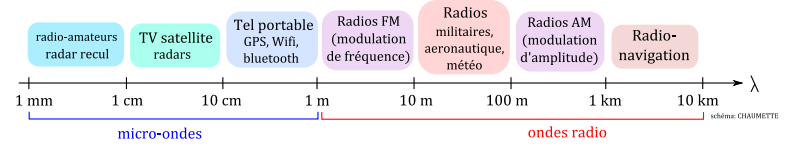 radio-amateurs
radar recul
TV satellite
radars
Tel portable
GPS, Wifi,
bluetooth
Radios FM
(modulation
de fréquence)
Radios
militaires,
aeronautique,
météo
Radios AM
(modulation
d'amplitude)
Radio-
navigation
1 mm 1 cm 10 cm 1 m 10 m 100 m 1 km 10 km λ
schéma: CHAUMETTE
micro-ondes ondes radio